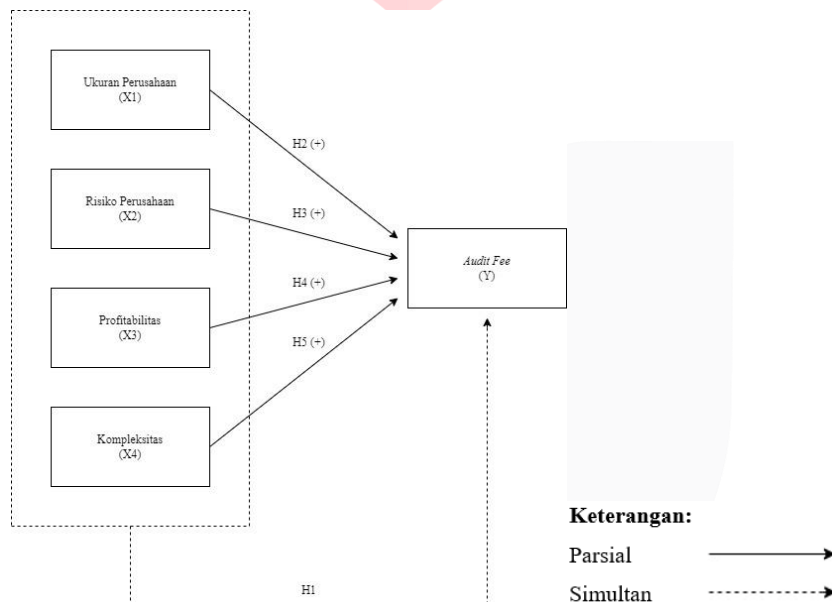 Ukuran Perusahaan
(X1)
H2 (+)
Risiko Perusahaan
(X2)
H3 (+)
Audit Fee
(Y)
H4 (+)
Profitabilitas
(X3)
H5 (+)
Kompleksitas
(X4)
Keterangan:
Parsial
H1
Simultan